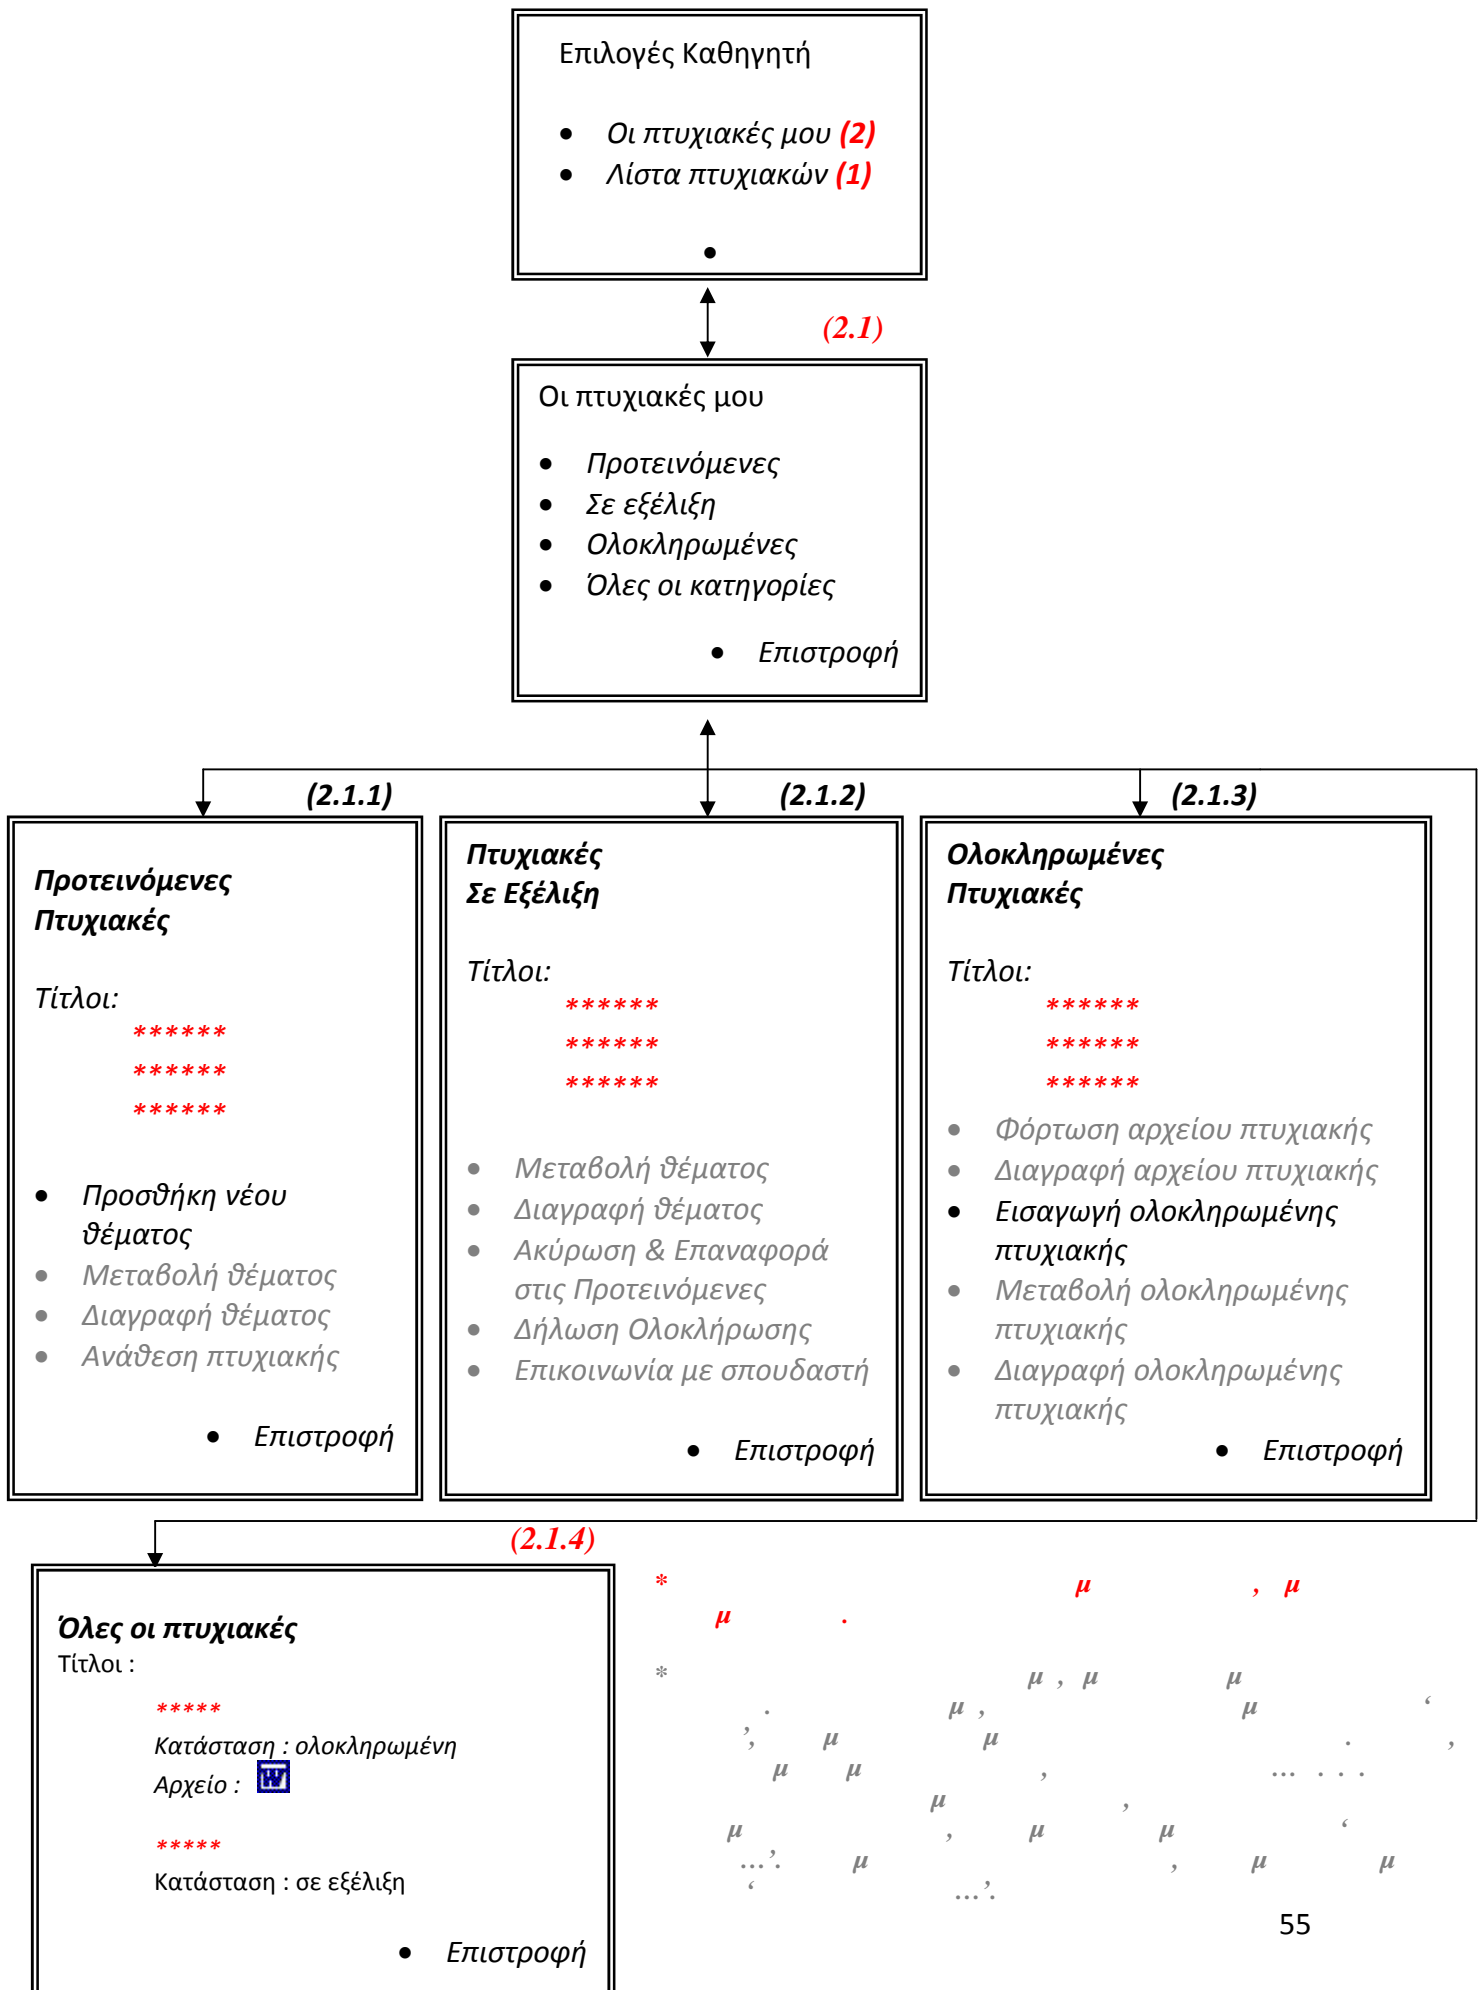 Επιλογές Καθηγητή
• Οι πτυχιακές μου (2)
• Λίστα πτυχιακών (1)
•
(2.1)
Οι πτυχιακές μου
• Προτεινόμενες
• Σε εξέλιξη
• Ολοκληρωμένες
• Όλες οι κατηγορίες
• Επιστροφή
(2.1.1)
Προτεινόμενες
Πτυχιακές
Τίτλοι:
******
******
******
• Προσθήκη νέου
θέματος
• Μεταβολή θέματος
• Διαγραφή θέματος
• Ανάθεση πτυχιακής
• Επιστροφή
(2.1.2)
Πτυχιακές
Σε Εξέλιξη
Τίτλοι:
******
******
******
• Μεταβολή θέματος
• Διαγραφή θέματος
• Ακύρωση & Επαναφορά
στις Προτεινόμενες
• Δήλωση Ολοκλήρωσης
• Επικοινωνία με σπουδαστή
• Επιστροφή
(2.1.3)
Ολοκληρωμένες
Πτυχιακές
Τίτλοι:
******
******
******
• Φόρτωση αρχείου πτυχιακής
• Διαγραφή αρχείου πτυχιακής
• Εισαγωγή ολοκληρωμένης
πτυχιακής
• Μεταβολή ολοκληρωμένης
πτυχιακής
• Διαγραφή ολοκληρωμένης
πτυχιακής
• Επιστροφή
(2.1.4)
Όλες οι πτυχιακές
Τίτλοι :
*****
Κατάσταση : ολοκληρωμένη
Αρχείο : W
*****
Κατάσταση : σε εξέλιξη
• Επιστροφή
* μ , μ
μ .
* μ , μ μ
. μ , μ ‘
’, μ μ . ,
μ μ , ... . . .
μ ,
μ , μ μ ‘
...’. μ , μ μ
‘ ...’.
55